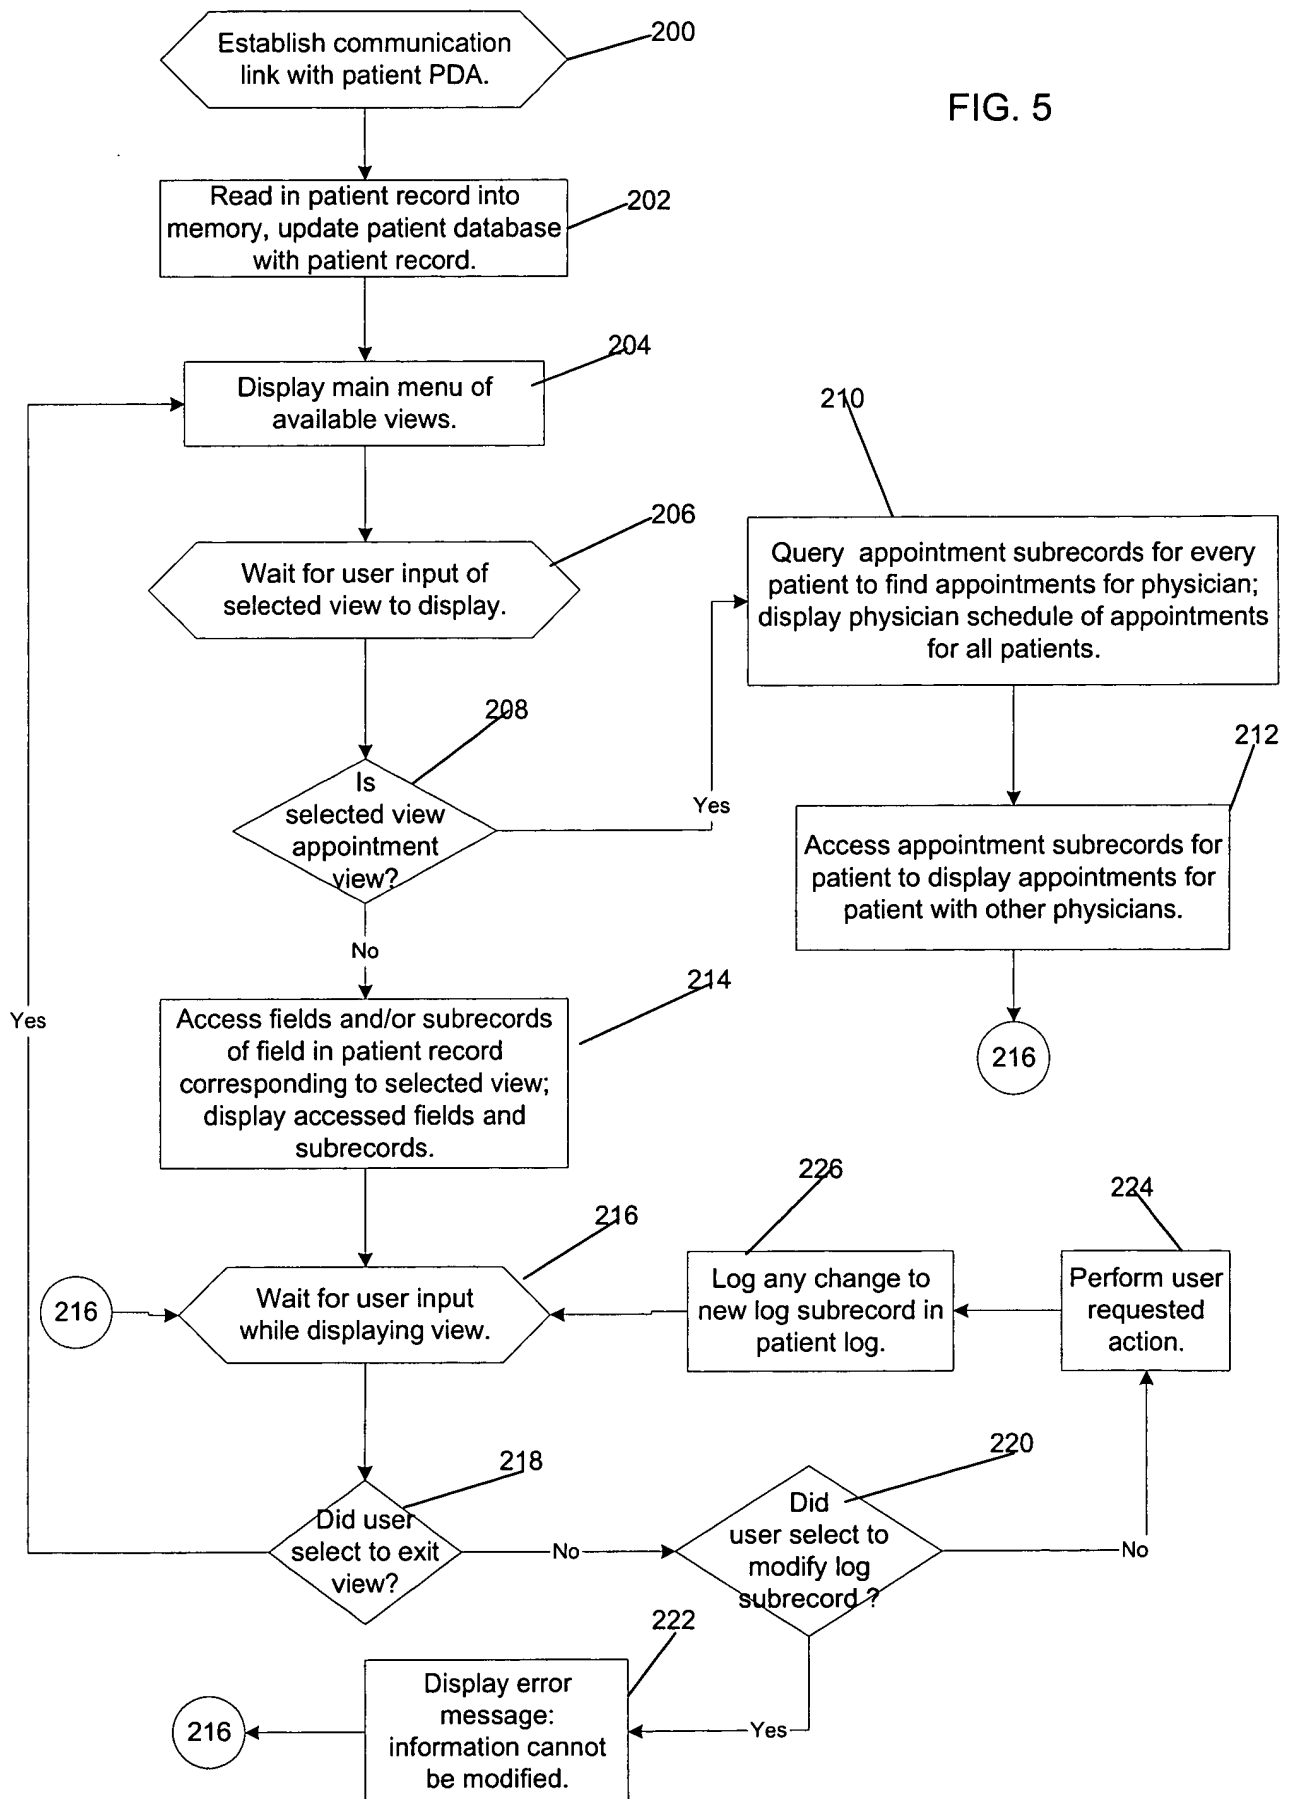 Establish communication
link with patient PDA.
200
FIG. 5
Read in patient record into
memory, update patient database
with patient record.
202
204
Display main menu of
available views.
206
Wait for user input of
selected view to display.
208
Is
selected view
appointment
view?
Yes
No
210
Query appointment subrecords for every
patient to find appointments for physician;
display physician schedule of appointments
for all patients.
212
Access appointment subrecords for
patient to display appointments for
patient with other physicians.
216
214
Access fields and/or subrecords
of field in patient record
corresponding to selected view;
display accessed fields and
subrecords.
Yes
216
216
Wait for user input
while displaying view.
226
Log any change to
new log subrecord in
patient log.
224
Perform user
requested
action.
218
Did user
select to exit
view?
No
220
Did
user select to
modify log
subrecord ?
No
Yes
222
Display error
message:
information cannot
be modified.
216